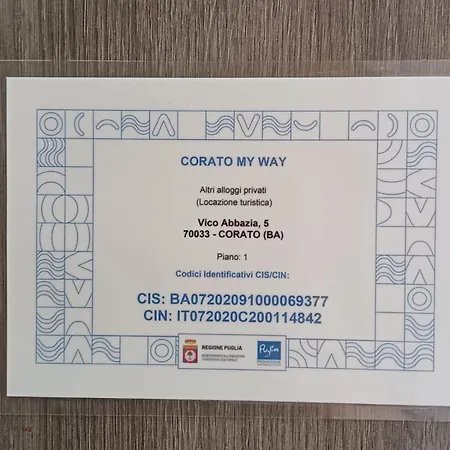 CORATO MY WAY
Altri alloggi privati
(Locazione turistica)
Vico Abbazia, 5
70033 - CORATO (BA)
Piano: 1
Codici Identificativi CIS/CIN:
CIS: BA07202091000069377
CIN: IT072020C200114842
REGIONE PUGLIA
Puglia